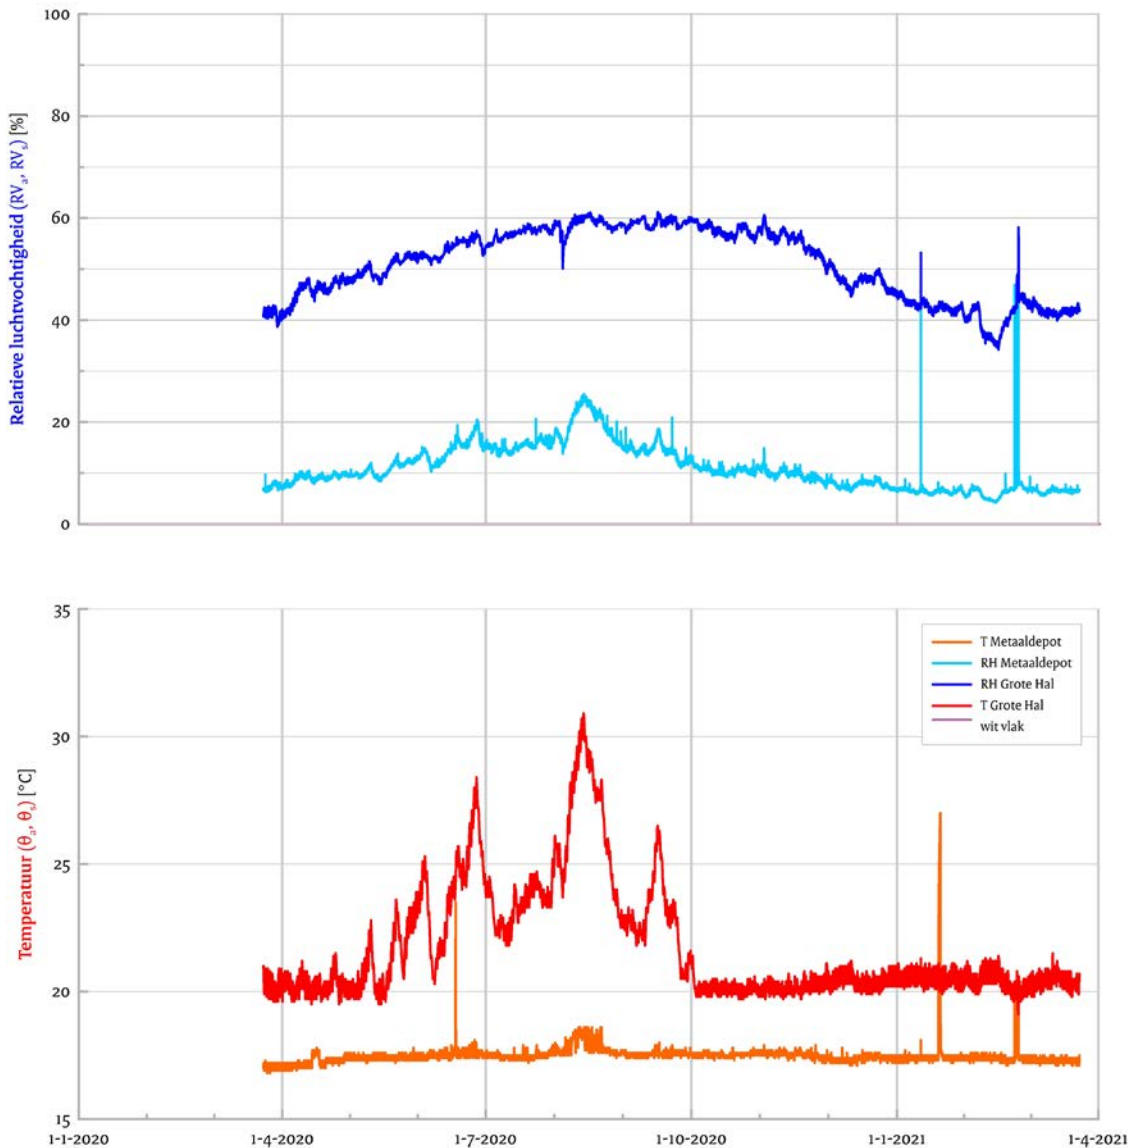 100
80
60
40
20
0
Relatieve luchtvochtigheid (RVₐ, RVₛ) [%]
35
30
25
20
15
Temperatuur (θₐ, θₛ) [°C]
T Metaaldepot
RH Metaaldepot
RH Grote Hal
T Grote Hal
wit vlak
1-1-2020 1-4-2020 1-7-2020 1-10-2020 1-1-2021 1-4-2021